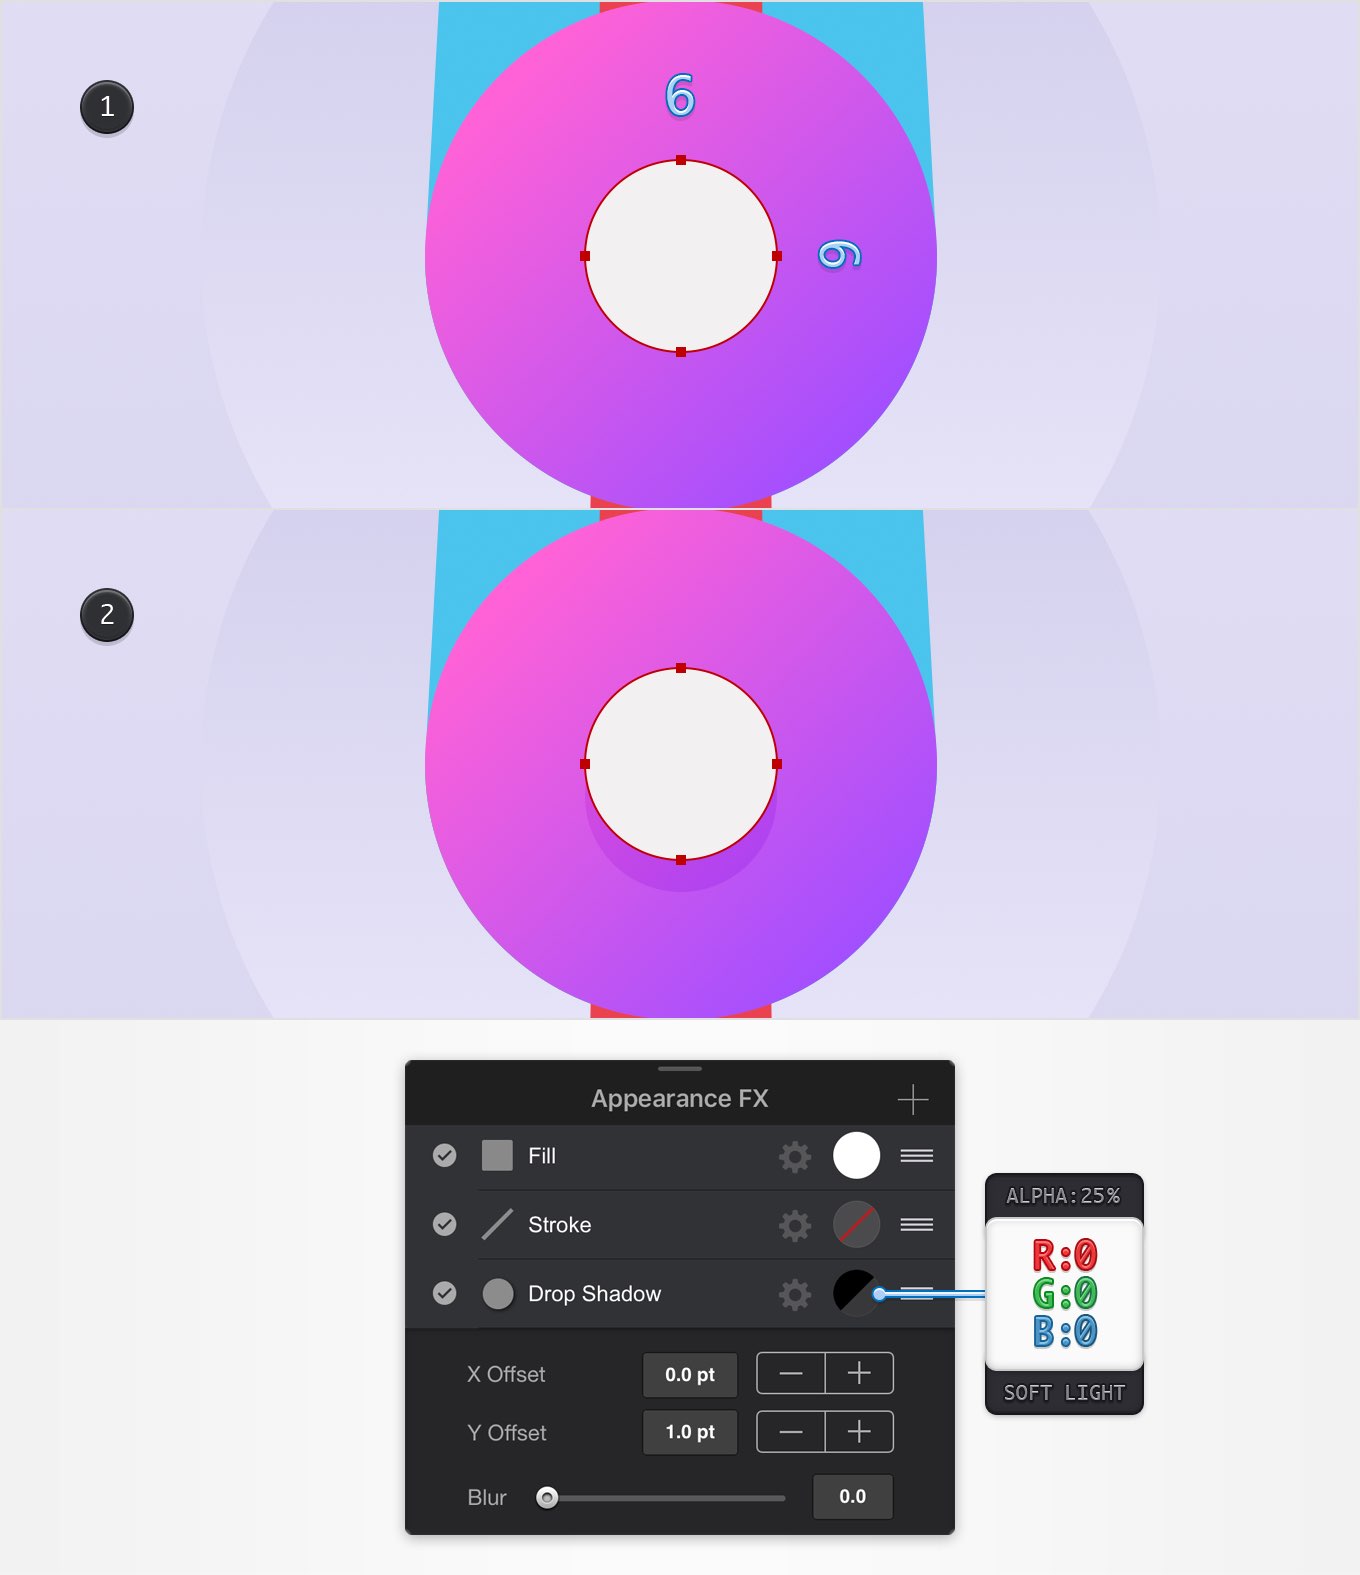 1
6
6
2
Appearance FX
Fill
Stroke
Drop Shadow
X Offset 0.0 pt
Y Offset 1.0 pt
Blur 0.0
ALPHA:25%
R:0
G:0
B:0
SOFT LIGHT